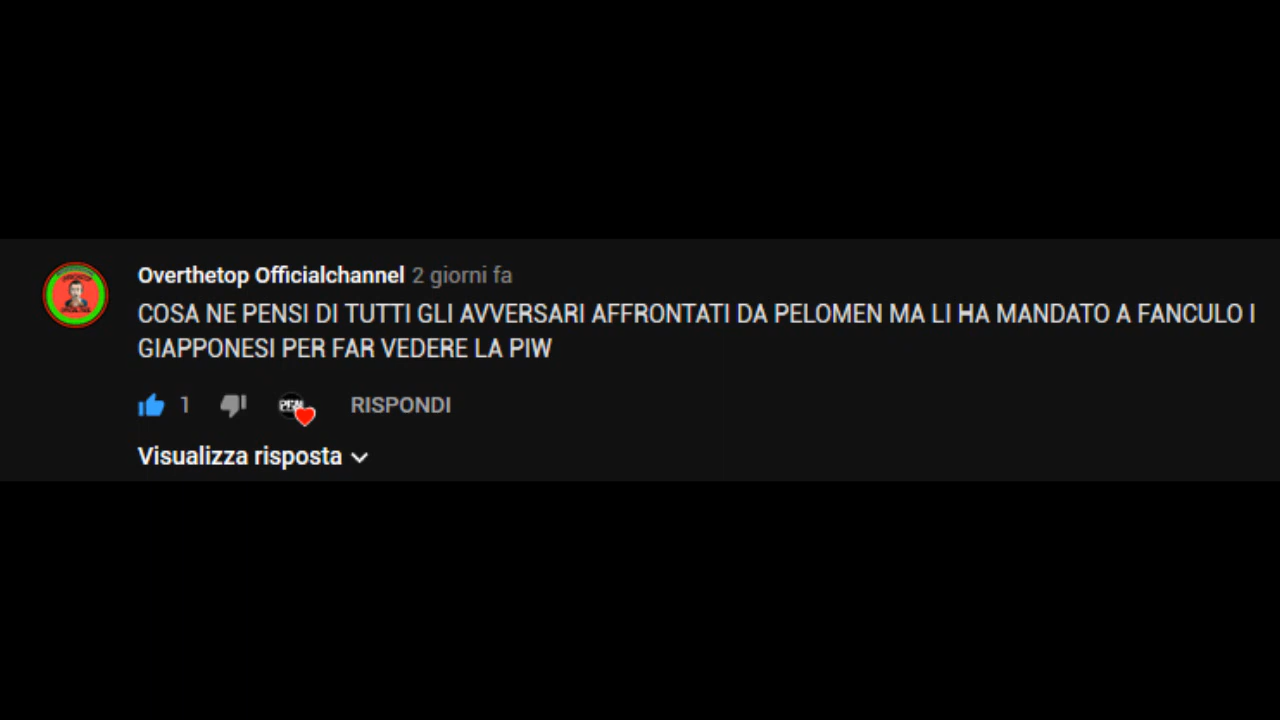 Overthetop Officialchannel 2 giorni fa
COSA NE PENSI DI TUTTI GLI AVVERSARI AFFRONTATI DA PELOMEN MA LI HA MANDATO A FANCULO I
GIAPPONESI PER FAR VEDERE LA PIW
1 RISPONDI
Visualizza risposta